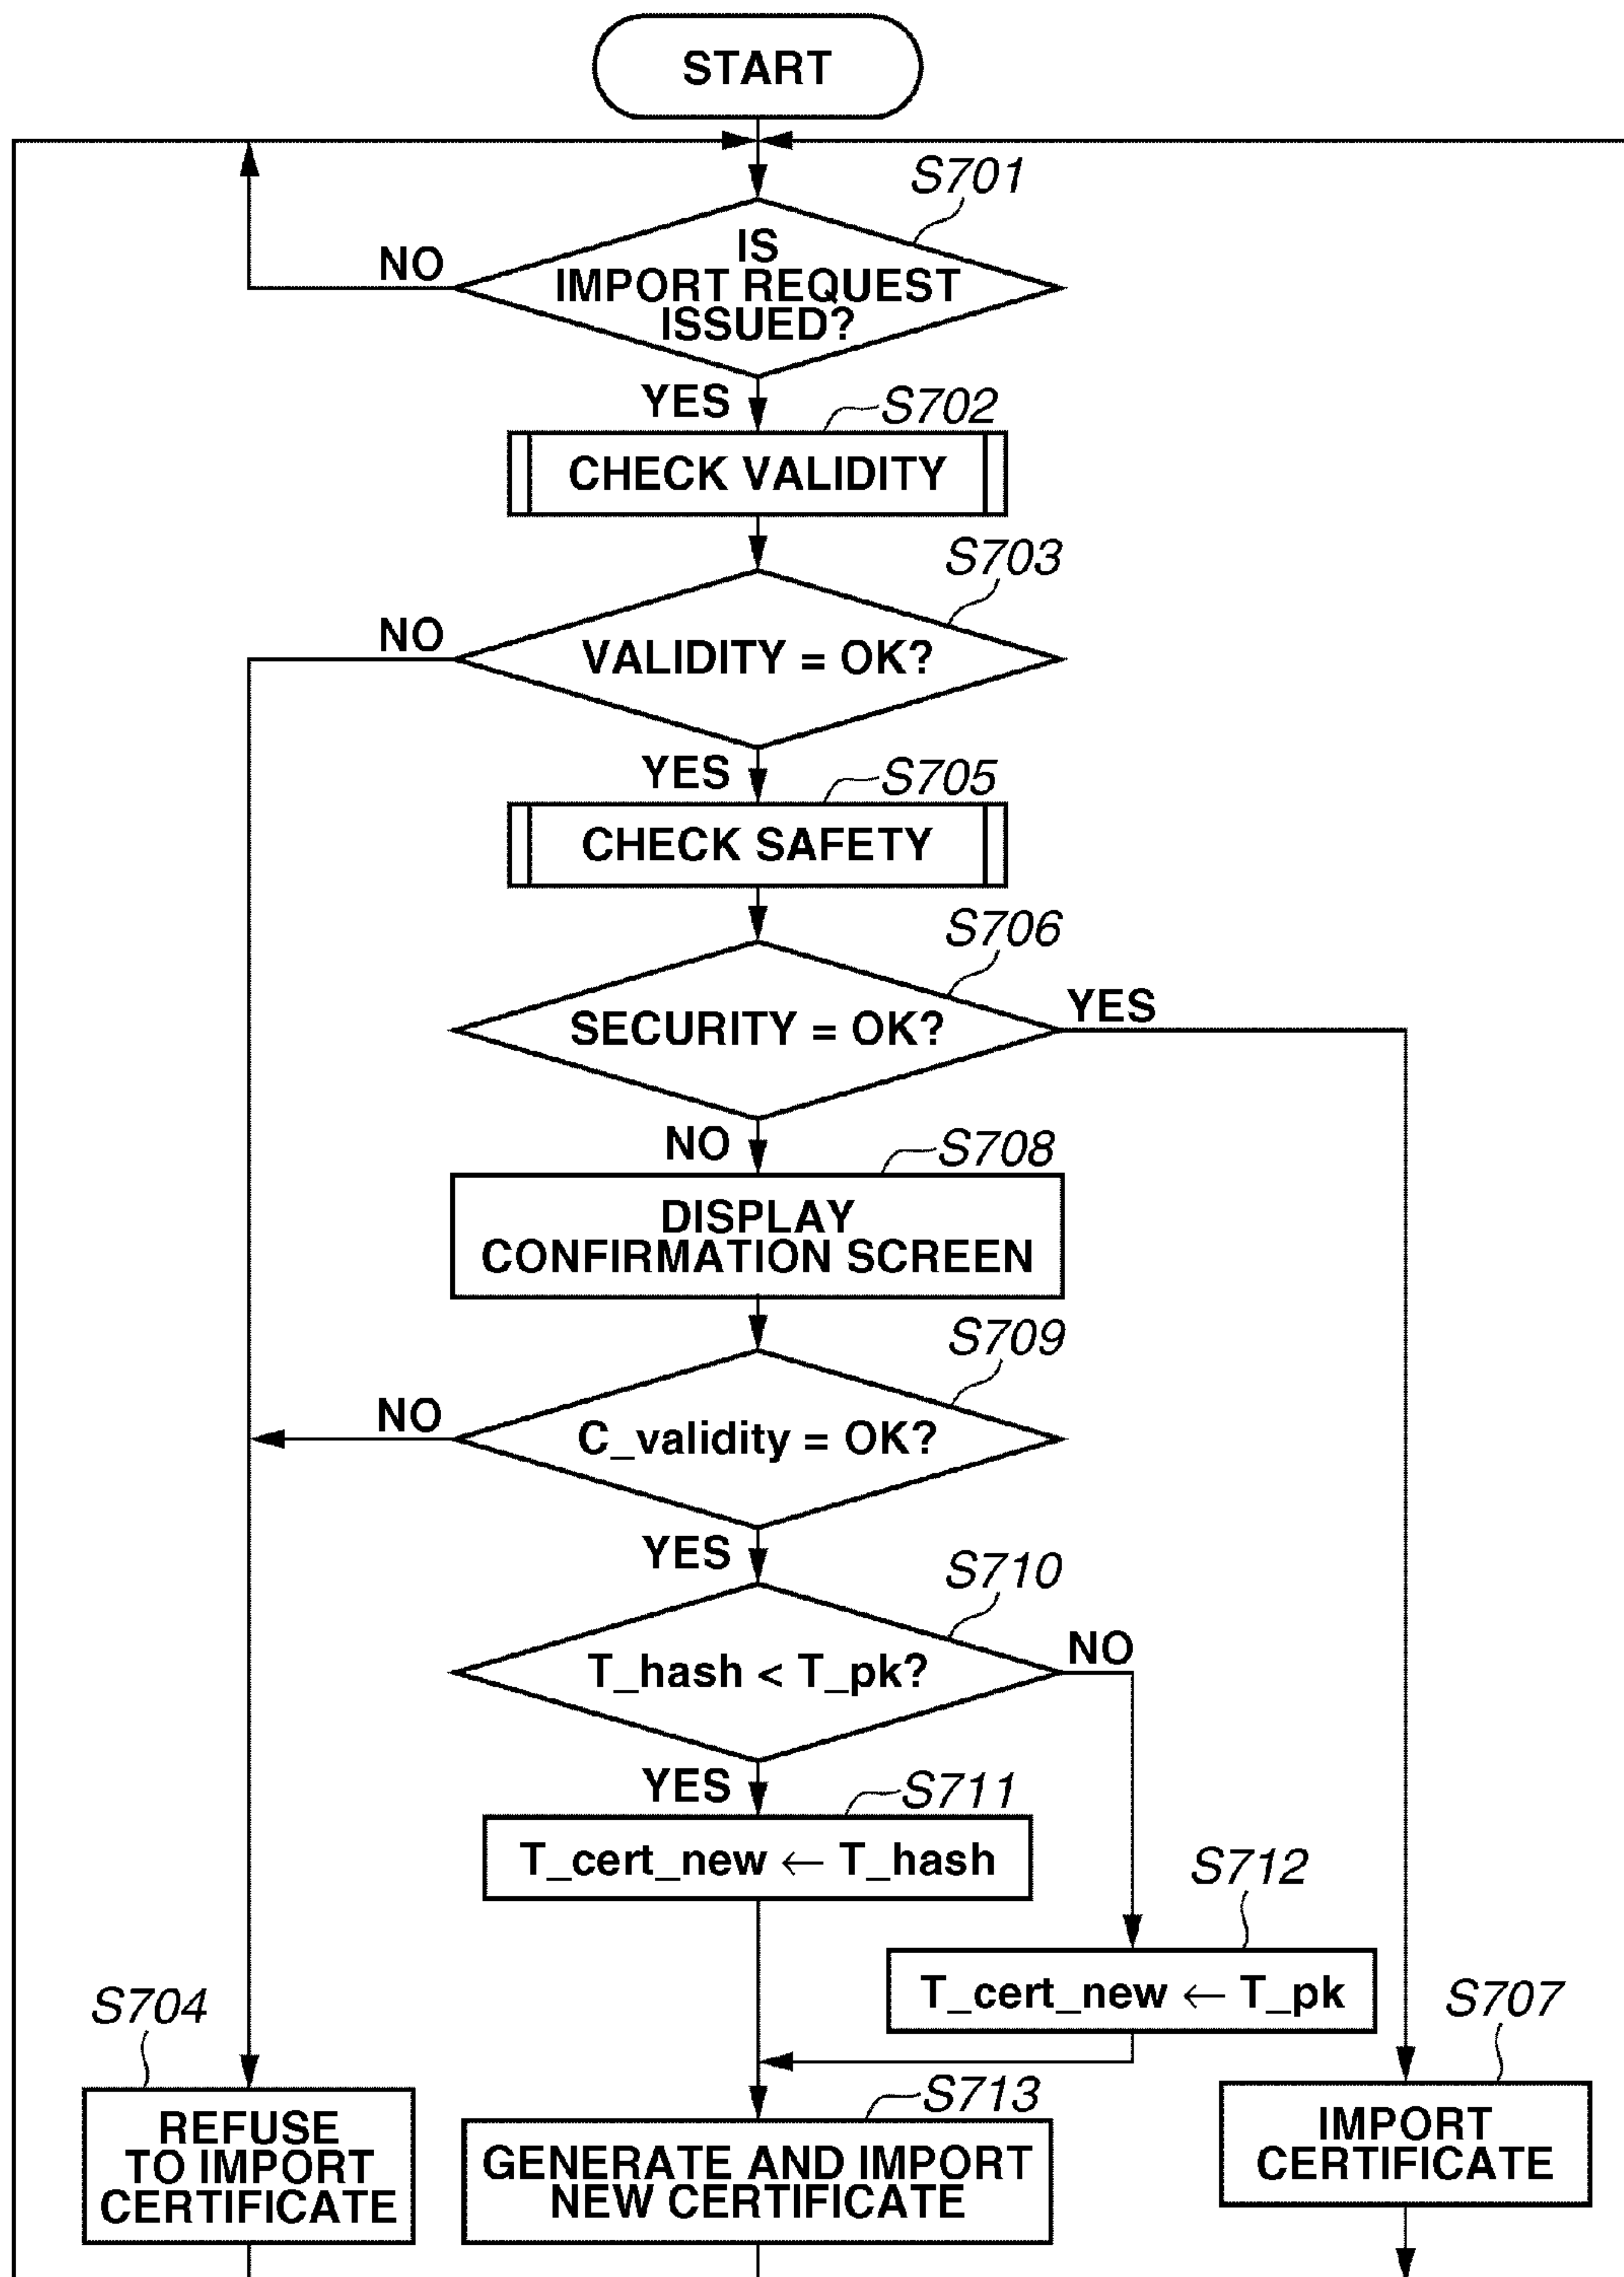 START
S701
NO
IS
IMPORT REQUEST
ISSUED?
YES
S702
CHECK VALIDITY
S703
NO
VALIDITY = OK?
YES
S705
CHECK SAFETY
S706
YES
SECURITY = OK?
NO
S708
DISPLAY
CONFIRMATION SCREEN
S709
NO
C_validity = OK?
YES
S710
NO
T_hash < T_pk?
YES
S711
T_cert_new ← T_hash
S712
T_cert_new ← T_pk
S704
S707
REFUSE
TO IMPORT
CERTIFICATE
S713
GENERATE AND IMPORT
NEW CERTIFICATE
IMPORT
CERTIFICATE